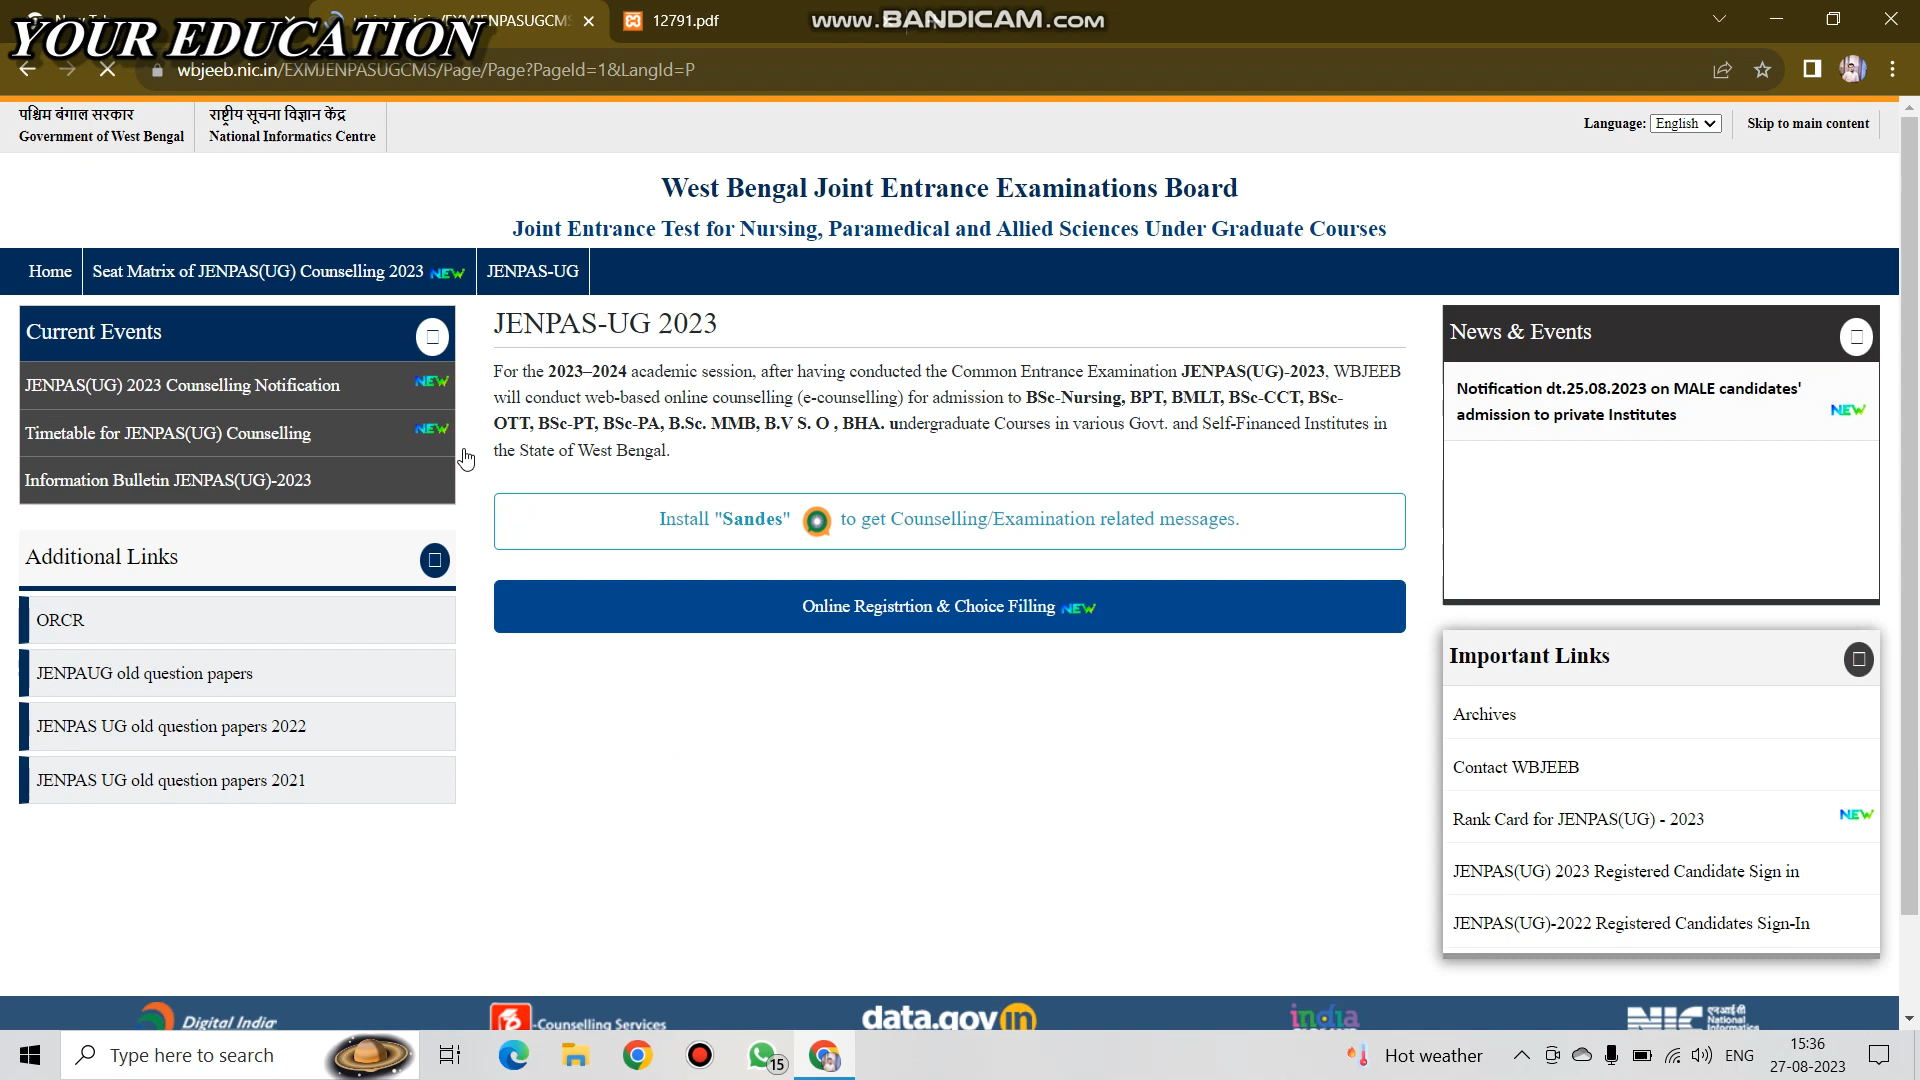 YOUR EDUCATION
12791.pdf
www.BANDICAM.com
wbjeeb.nic.in/EXMJENPASUGCMS/Page/Page?PageId=1&LangId=P
पश्चिम बंगाल सरकार
Government of West Bengal
राष्ट्रीय सूचना विज्ञान केंद्र
National Informatics Centre
Language: English
Skip to main content
West Bengal Joint Entrance Examinations Board
Joint Entrance Test for Nursing, Paramedical and Allied Sciences Under Graduate Courses
Home
Seat Matrix of JENPAS(UG) Counselling 2023 NEW
JENPAS-UG
Current Events
JENPAS(UG) 2023 Counselling Notification NEW
Timetable for JENPAS(UG) Counselling NEW
Information Bulletin JENPAS(UG)-2023
Additional Links
ORCR
JENPAUG old question papers
JENPAS UG old question papers 2022
JENPAS UG old question papers 2021
JENPAS-UG 2023
For the 2023–2024 academic session, after having conducted the Common Entrance Examination JENPAS(UG)-2023, WBJEEB
will conduct web-based online counselling (e-counselling) for admission to BSc-Nursing, BPT, BMLT, BSc-CCT, BSc-
OTT, BSc-PT, BSc-PA, B.Sc. MMB, B.V S. O , BHA. undergraduate Courses in various Govt. and Self-Financed Institutes in
the State of West Bengal.
Install "Sandes" to get Counselling/Examination related messages.
Online Registrtion & Choice Filling NEW
News & Events
Notification dt.25.08.2023 on MALE candidates'
admission to private Institutes NEW
Important Links
Archives
Contact WBJEEB
Rank Card for JENPAS(UG) - 2023 NEW
JENPAS(UG) 2023 Registered Candidate Sign in
JENPAS(UG)-2022 Registered Candidates Sign-In
Digital India
-Counselling Services
data.gov in
india
NIC
एनआईसी
National
Informatics
Type here to search
15
Hot weather
ENG
15:36
27-08-2023